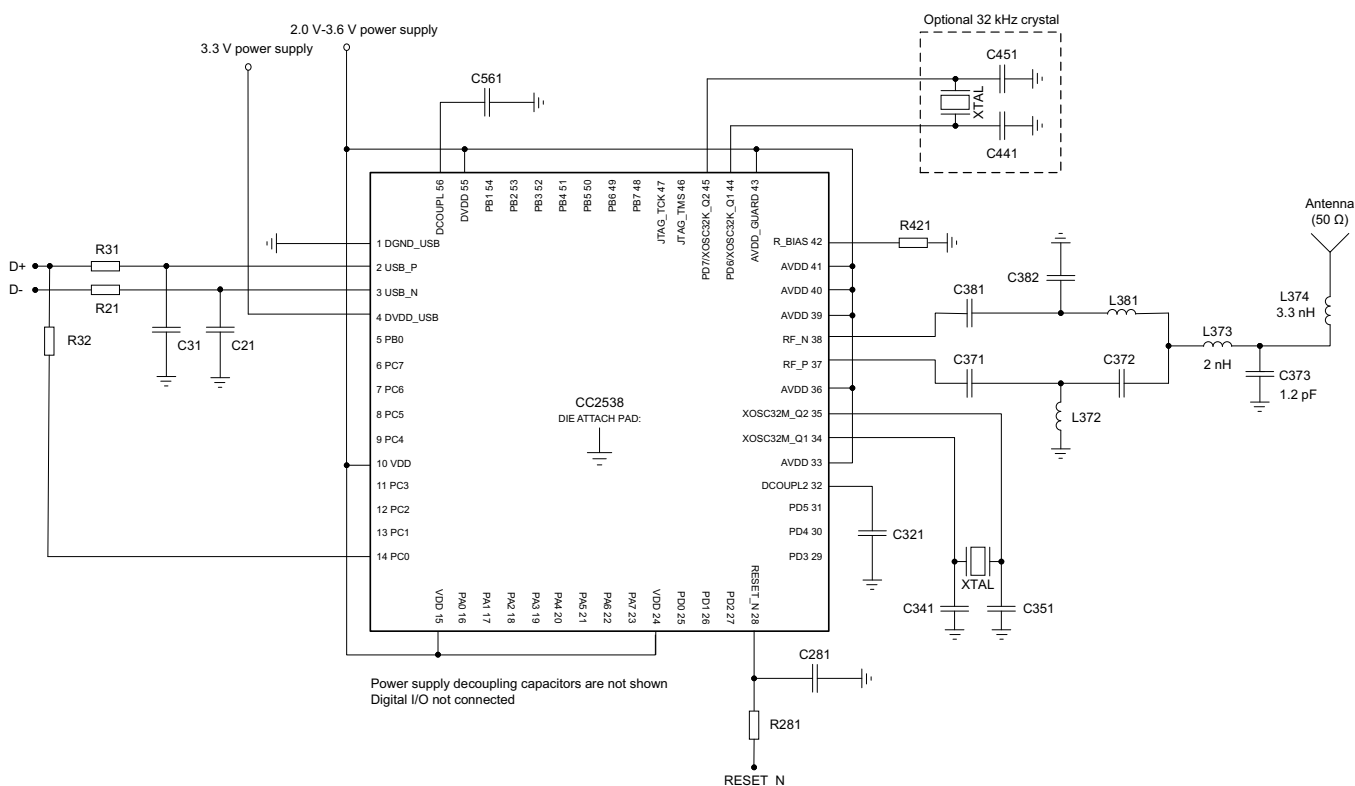 Optional 32 kHz crystal
2.0 V-3.6 V power supply
3.3 V power supply
C451
XTAL
C441
C561
DCOUPL 56
DVDD 55
PB1 54
PB2 53
PB3 52
PB4 51
PB5 50
PB6 49
PB7 48
JTAG_TCK 47
JTAG_TMS 46
PD7/XOSC32K_Q2 45
PD6/XOSC32K_Q1 44
AVDD_GUARD 43
Antenna
(50 Ω)
D+
D-
R31
R21
R32
C31
C21
1 DGND_USB
2 USB_P
3 USB_N
4 DVDD_USB
5 PB0
6 PC7
7 PC6
8 PC5
9 PC4
10 VDD
11 PC3
12 PC2
13 PC1
14 PC0
CC2538
DIE ATTACH PAD:
R_BIAS 42
AVDD 41
AVDD 40
AVDD 39
RF_N 38
RF_P 37
AVDD 36
XOSC32M_Q2 35
XOSC32M_Q1 34
AVDD 33
DCOUPL2 32
PD5 31
PD4 30
PD3 29
R421
C382
C381
L381
L374
3.3 nH
L373
2 nH
C371
C372
C373
1.2 pF
L372
C321
XTAL
C341
C351
VDD 15
PA0 16
PA1 17
PA2 18
PA3 19
PA4 20
PA5 21
PA6 22
PA7 23
VDD 24
PD0 25
PD1 26
PD2 27
RESET_N 28
C281
Power supply decoupling capacitors are not shown
Digital I/O not connected
R281
RESET_N